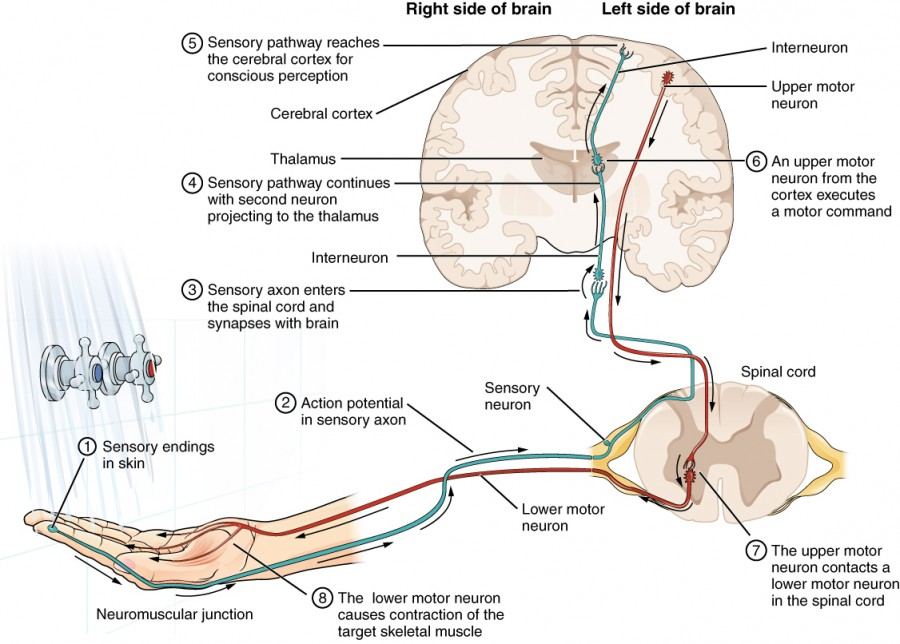 Right side of brain
Left side of brain
5 Sensory pathway reaches
the cerebral cortex for
conscious perception
Interneuron
Upper motor
neuron
Cerebral cortex
Thalamus
4 Sensory pathway continues
with second neuron
projecting to the thalamus
6 An upper motor
neuron from the
cortex executes
a motor command
Interneuron
3 Sensory axon enters
the spinal cord and
synapses with brain
Spinal cord
Sensory
neuron
2 Action potential
in sensory axon
1 Sensory endings
in skin
Lower motor
neuron
7 The upper motor
neuron contacts a
lower motor neuron
in the spinal cord
8 The lower motor neuron
causes contraction of the
target skeletal muscle
Neuromuscular junction